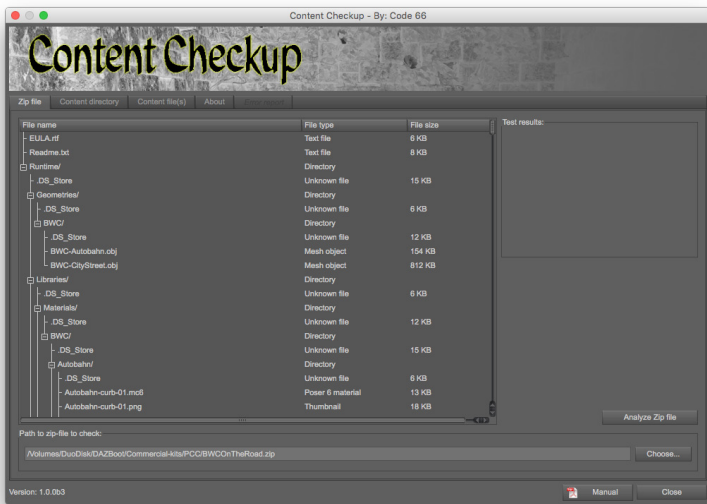 Content Checkup - By: Code 66
Content Checkup
Zip file Content directory Content file(s) About
File name File type File size Test results:
EULA.rtf Text file 6 KB
Readme.txt Text file 8 KB
Runtime/ Directory
.DS_Store Unknown file 15 KB
Geometries/ Directory
.DS_Store Unknown file 6 KB
BWC/ Directory
.DS_Store Unknown file 12 KB
BWC-Autobahn.obj Mesh object 154 KB
BWC-CityStreet.obj Mesh object 812 KB
Libraries/ Directory
.DS_Store Unknown file 6 KB
Materials/ Directory
.DS_Store Unknown file 12 KB
BWC/ Directory
.DS_Store Unknown file 15 KB
Autobahn/ Directory
.DS_Store Unknown file 6 KB
Autobahn-curb-01.mc6 Poser 6 material 13 KB
Autobahn-curb-01.png Thumbnail 18 KB
Analyze Zip file
Path to zip-file to check:
/Volumes/DuoDisk/DAZBoot/Commercial-kits/PCC/BWCOnTheRoad.zip Choose...
Version: 1.0.0b3 Manual Close